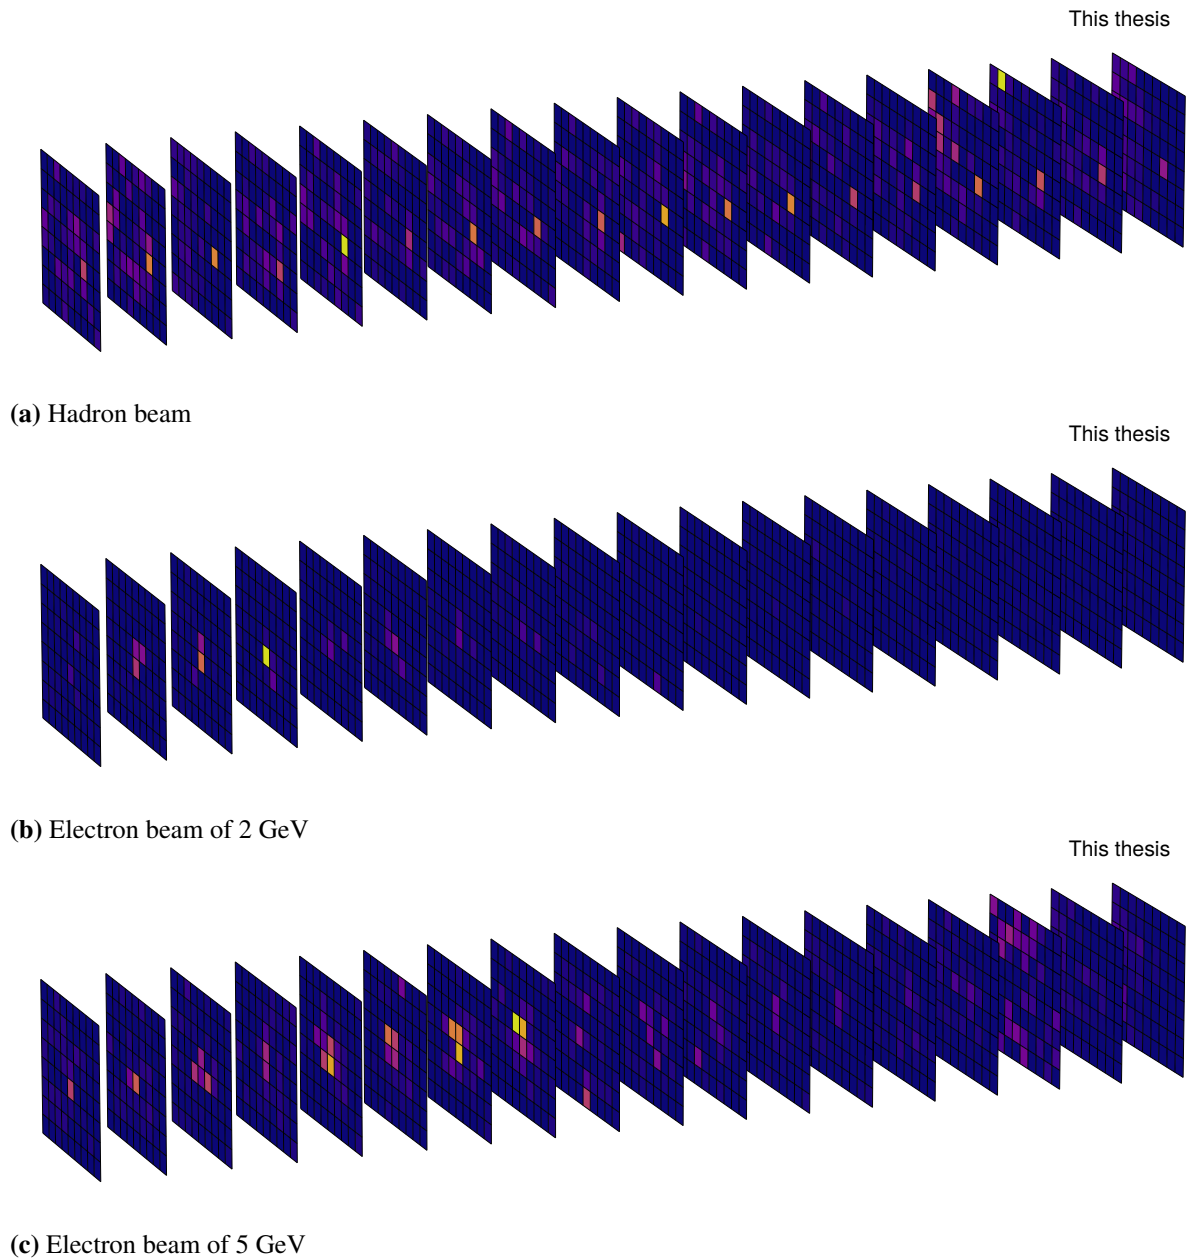 This thesis
(a) Hadron beam
This thesis
(b) Electron beam of 2 GeV
This thesis
(c) Electron beam of 5 GeV